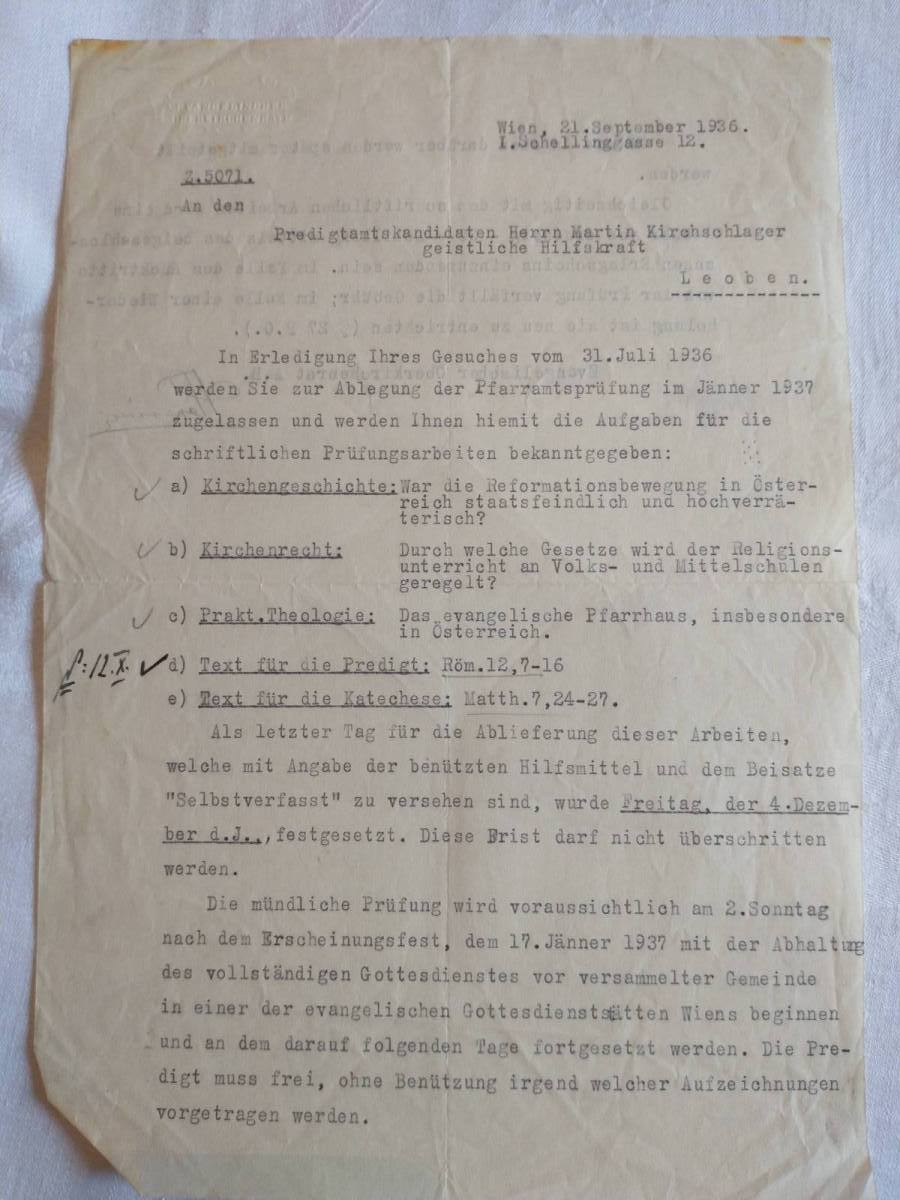 Wien, 21.September 1936.
I.Schellinggasse 12.
Z.5071.
An den
Predigtamtskandidaten Herrn Martin Kirchschlager
geistliche Hilfskraft
Leoben.
In Erledigung Ihres Gesuches vom 31.Juli 1936
werden Sie zur Ablegung der Pfarramtsprüfung im Jänner 1937
zugelassen und werden Ihnen hiemit die Aufgaben für die
schriftlichen Prüfungsarbeiten bekanntgegeben:
a) Kirchengeschichte: War die Reformationsbewegung in Öster-
reich staatsfeindlich und hochverrä-
terisch?
b) Kirchenrecht: Durch welche Gesetze wird der Religions-
unterricht an Volks- und Mittelschulen
geregelt?
c) Prakt.Theologie: Das evangelische Pfarrhaus, insbesondere
in Österreich.
12.X. d) Text für die Predigt: Röm.12,7-16
e) Text für die Katechese: Matth.7,24-27.
Als letzter Tag für die Ablieferung dieser Arbeiten,
welche mit Angabe der benützten Hilfsmittel und dem Beisatze
"Selbstverfasst" zu versehen sind, wurde Freitag, der 4.Dezem-
ber d.J., festgesetzt. Diese Frist darf nicht überschritten
werden.
Die mündliche Prüfung wird voraussichtlich am 2.Sonntag
nach dem Erscheinungsfest, dem 17.Jänner 1937 mit der Abhaltung
des vollständigen Gottesdienstes vor versammelter Gemeinde
in einer der evangelischen Gottesdienststätten Wiens beginnen
und an dem darauf folgenden Tage fortgesetzt werden. Die Pre-
digt muss frei, ohne Benützung irgend welcher Aufzeichnungen
vorgetragen werden.